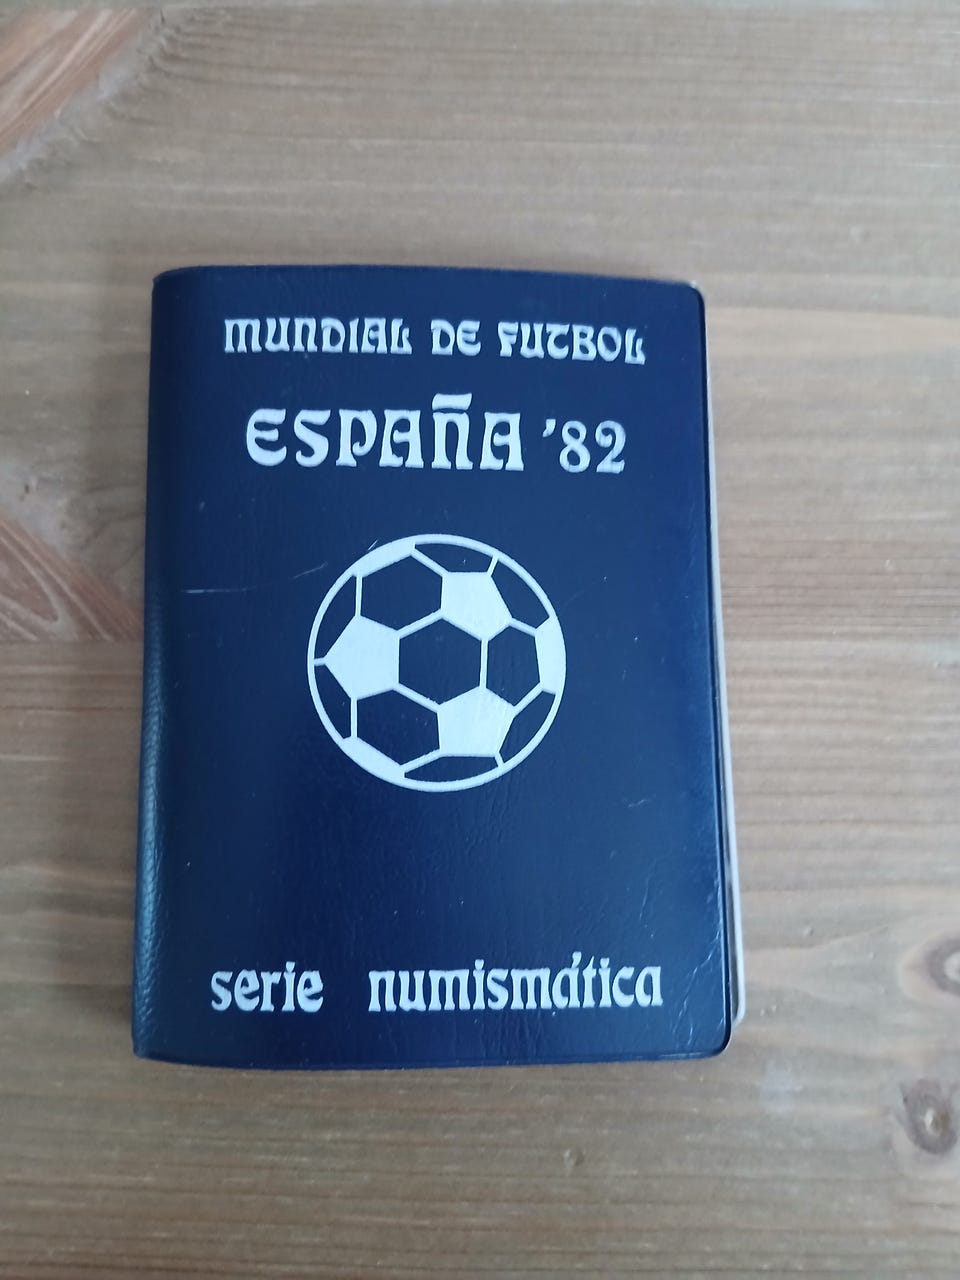 MUNDIAL DE FUTBOL
ESPAÑA '82
serie numismática